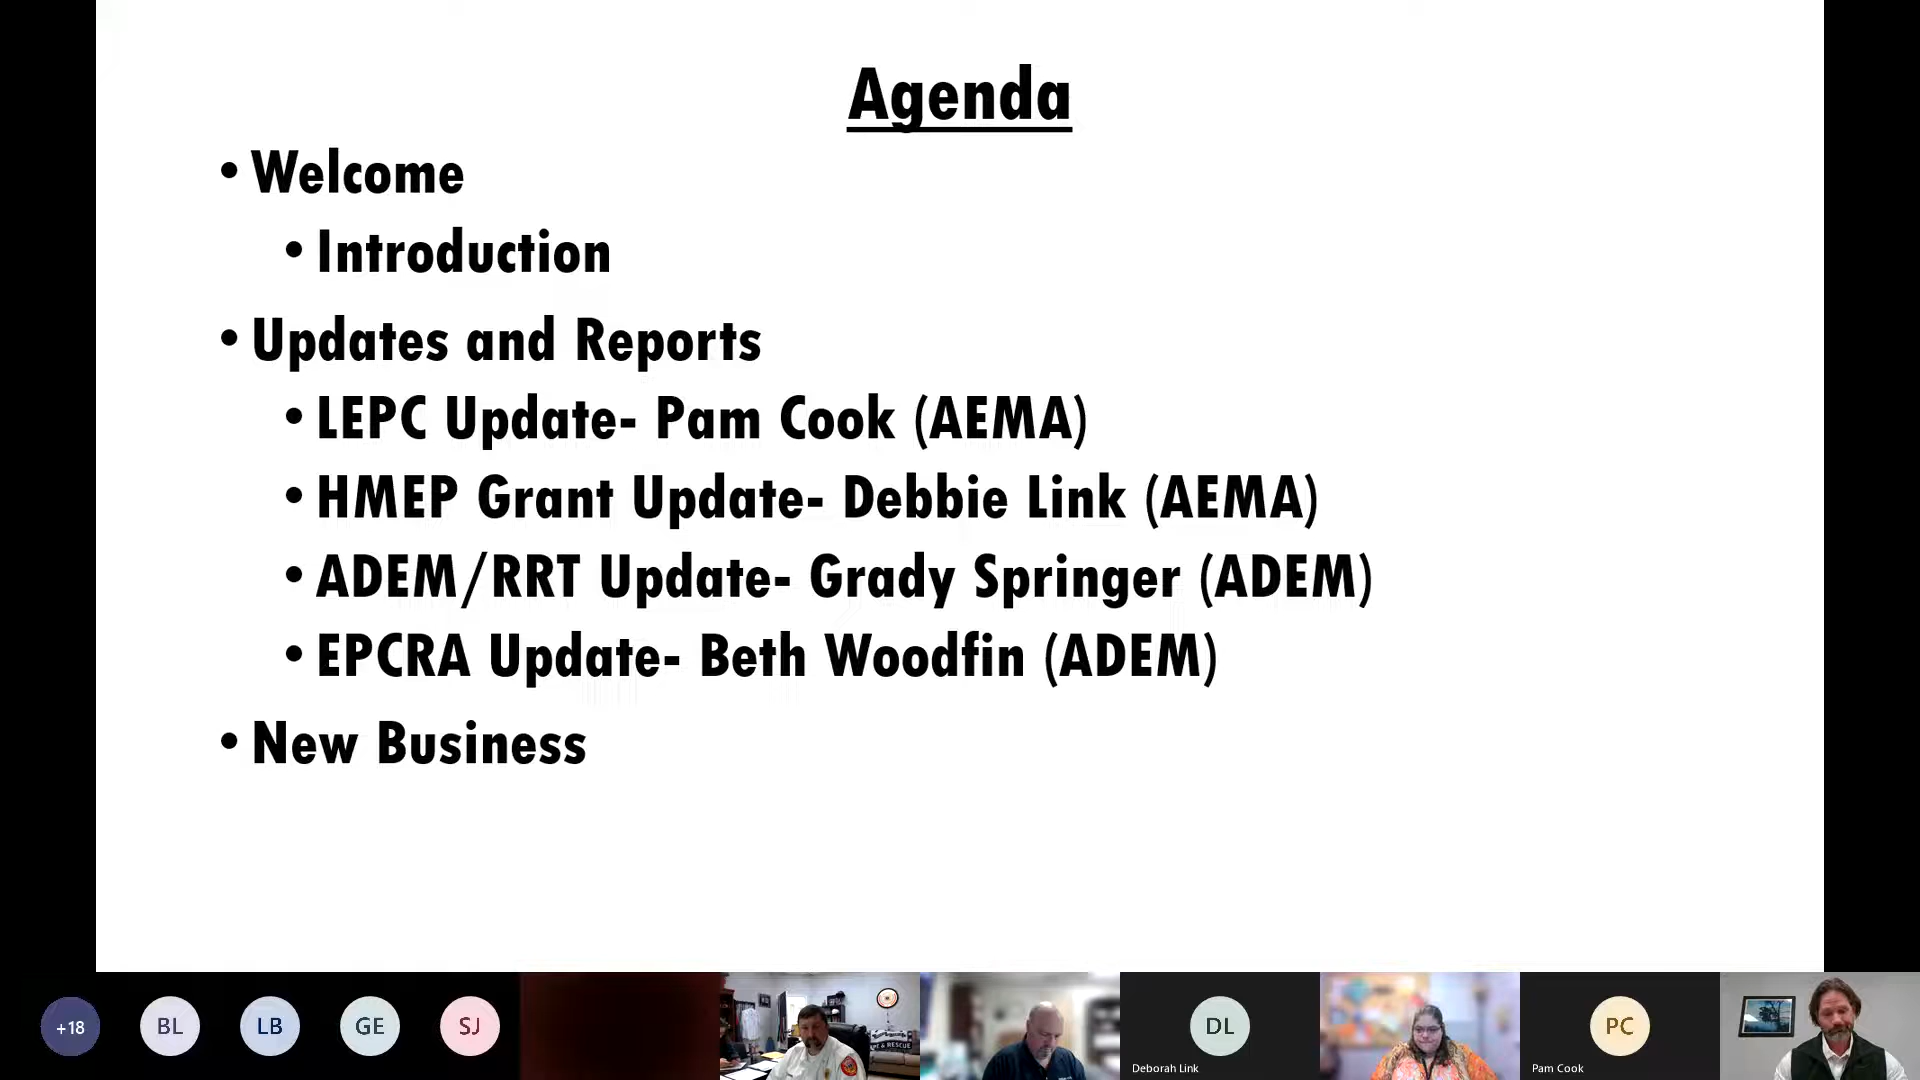 Agenda
• Welcome
• Introduction
• Updates and Reports
• LEPC Update- Pam Cook (AEMA)
• HMEP Grant Update- Debbie Link (AEMA)
• ADEM/RRT Update- Grady Springer (ADEM)
• EPCRA Update- Beth Woodfin (ADEM)
• New Business
+18
BL
LB
GE
SJ
& RESCUE
DL
Deborah Link
PC
Pam Cook